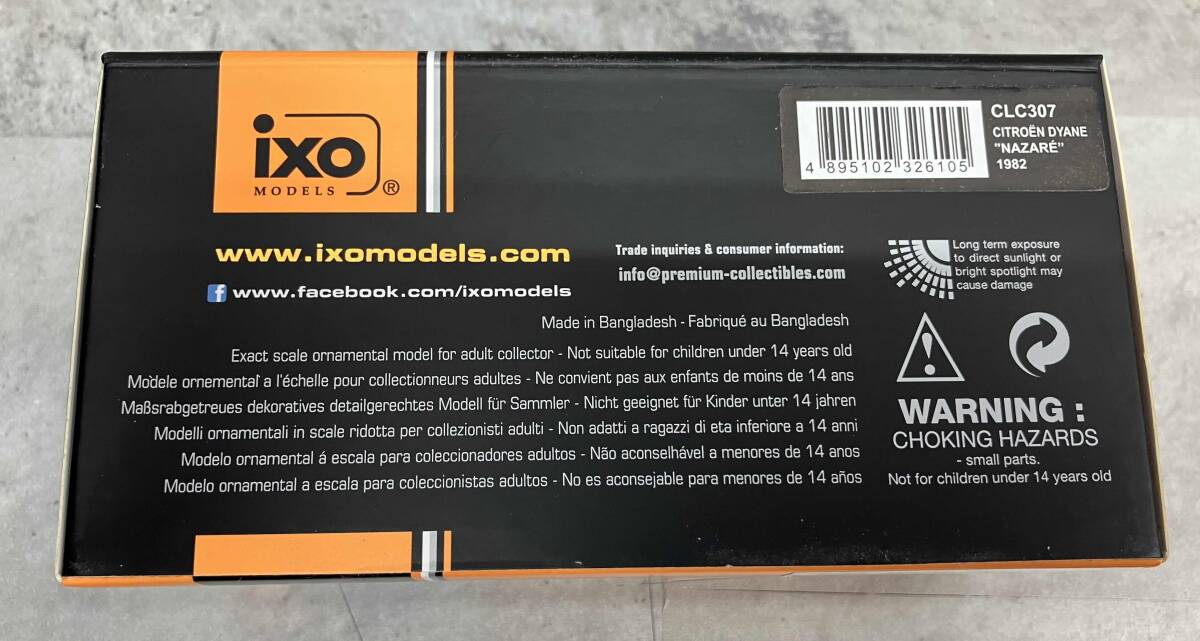 ixo
MODELS ®
CLC307
CITROËN DYANE
"NAZARÉ"
1982
4 895102 326105
www.ixomodels.com
f www.facebook.com/ixomodels
Trade inquiries & consumer information:
info@premium-collectibles.com
Long term exposure
to direct sunlight or
bright spotlight may
cause damage
Made in Bangladesh - Fabriqué au Bangladesh
Exact scale ornamental model for adult collector - Not suitable for children under 14 years old
Modèle ornemental a l'échelle pour collectionneurs adultes - Ne convient pas aux enfants de moins de 14 ans
Maßsrabgetreues dekoratives detailgerechtes Modell für Sammler - Nicht geeignet für Kinder unter 14 jahren
Modelli ornamentali in scale ridotta per collezionisti adulti - Non adatti a ragazzi di eta inferiore a 14 anni
Modelo ornamental á escala para coleccionadores adultos - Não aconselhável a menores de 14 anos
Modelo ornamental a escala para coleccionistas adultos - No es aconsejable para menores de 14 años
WARNING :
CHOKING HAZARDS
- small parts.
Not for children under 14 years old